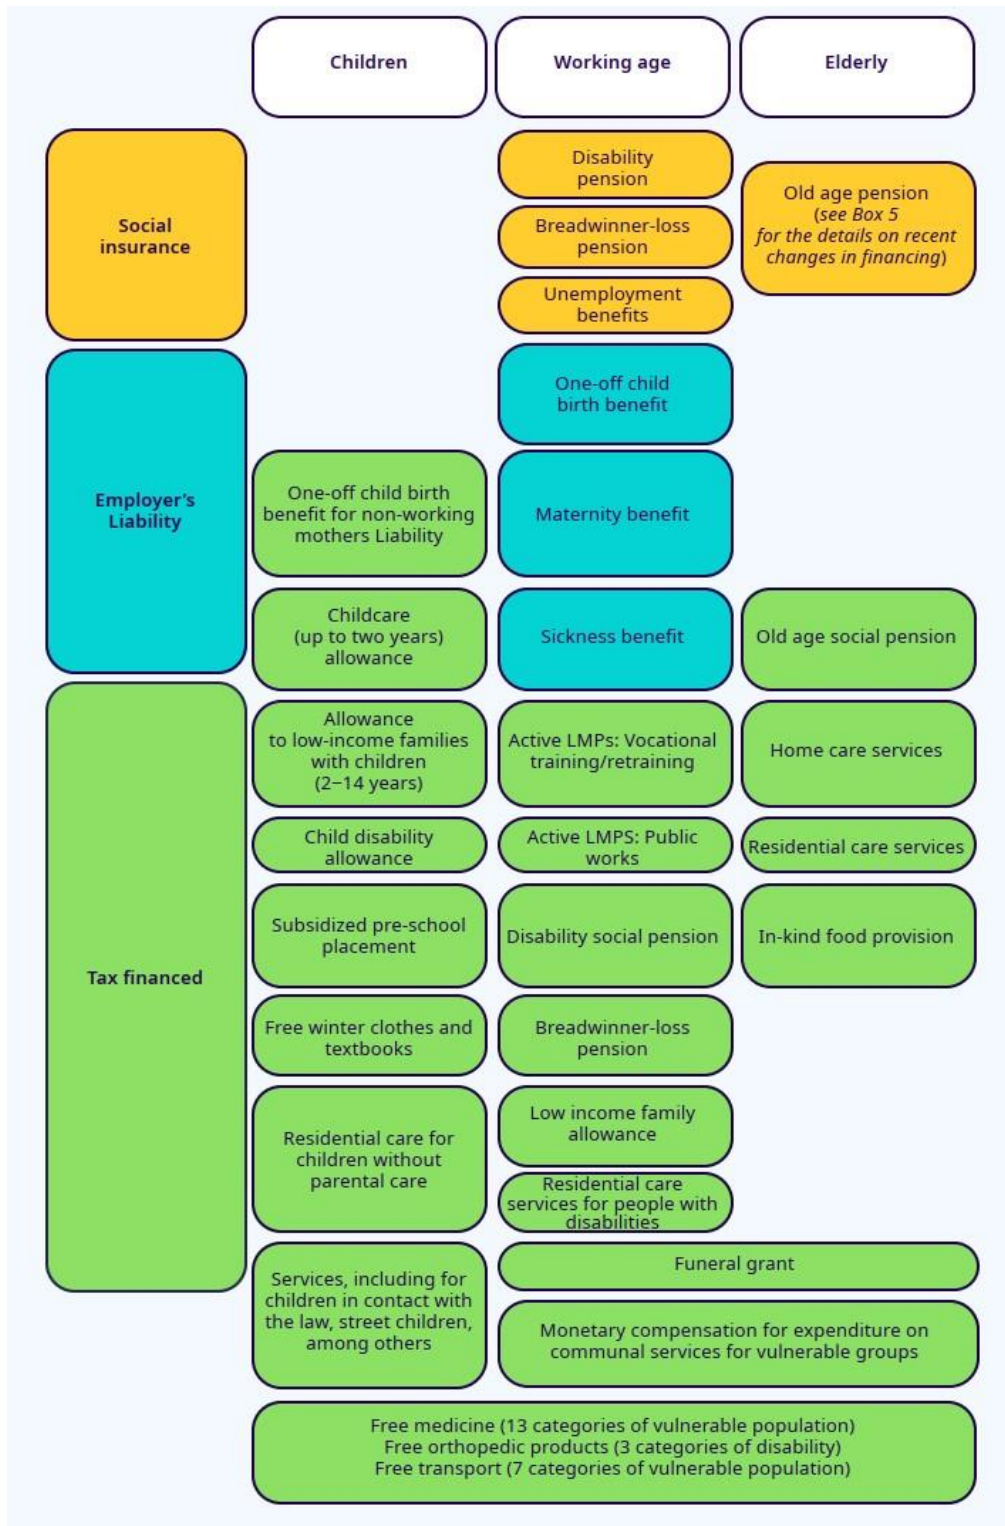 Children
Working age
Elderly
Social
insurance
Disability
pension
Breadwinner-loss
pension
Unemployment
benefits
Old age pension
(see Box 5
for the details on recent
changes in financing)
Employer’s
Liability
One-off child
birth benefit
One-off child birth
benefit for non-working
mothers Liability
Maternity benefit
Childcare
(up to two years)
allowance
Sickness benefit
Old age social pension
Tax financed
Allowance
to low-income families
with children
(2–14 years)
Active LMPs: Vocational
training/retraining
Home care services
Child disability
allowance
Active LMPS: Public
works
Residential care services
Subsidized pre-school
placement
Disability social pension
In-kind food provision
Free winter clothes and
textbooks
Breadwinner-loss
pension
Residential care for
children without
parental care
Low income family
allowance
Residential care
services for people with
disabilities
Services, including for
children in contact with
the law, street children,
among others
Funeral grant
Monetary compensation for expenditure on
communal services for vulnerable groups
Free medicine (13 categories of vulnerable population)
Free orthopedic products (3 categories of disability)
Free transport (7 categories of vulnerable population)